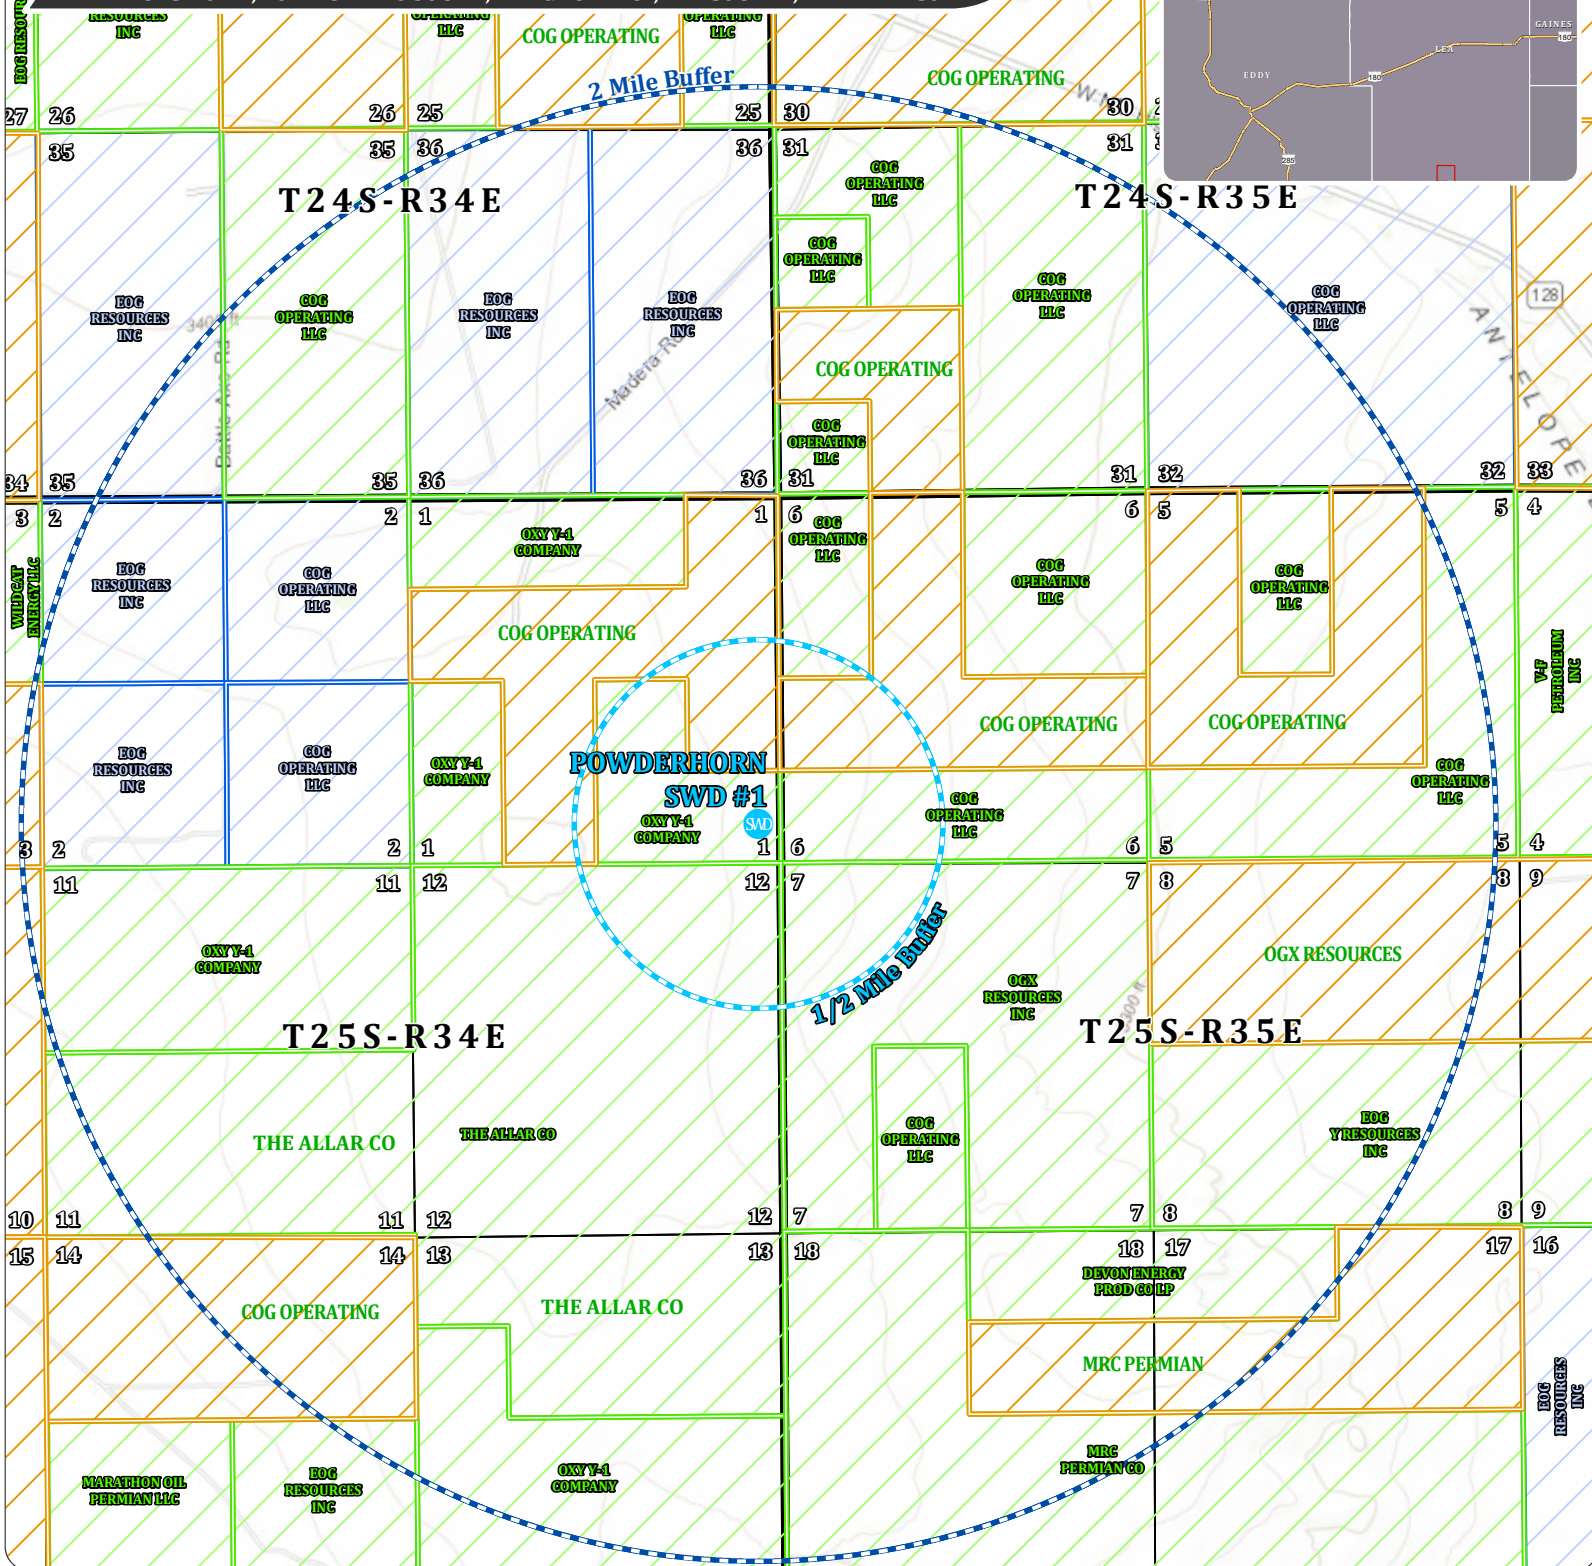 RESOURCES
INC
EOG RESOUR
OPERATING
LLC
COG OPERATING
OPERATING
LLC
COG OPERATING
2 Mile Buffer
GAINES
LEA
EDDY
180
180
285
27 26 26 25 25 30 30
35 35 36 36 31 31
T24S-R34E
T24S-R35E
COG
OPERATING
LLC
COG
OPERATING
LLC
EOG
RESOURCES
INC
COG
OPERATING
LLC
EOG
RESOURCES
INC
EOG
RESOURCES
INC
COG
OPERATING
LLC
COG
OPERATING
LLC
128
ANTELOPE
Madera Rd
COG OPERATING
COG
OPERATING
LLC
34 35 35 36 36 31 31 32 32 33
3 2 2 1 1 6 6 5 5 4
WILDCAT
ENERGY LLC
EOG
RESOURCES
INC
COG
OPERATING
LLC
OXY Y-1
COMPANY
COG
OPERATING
LLC
COG
OPERATING
LLC
COG
OPERATING
LLC
COG OPERATING
V-F
PETROLEUM
INC
COG OPERATING
COG OPERATING
EOG
RESOURCES
INC
COG
OPERATING
LLC
OXY Y-1
COMPANY
POWDERHORN
SWD #1
SWD
OXY Y-1
COMPANY
COG
OPERATING
LLC
COG
OPERATING
LLC
3 2 2 1 1 6 6 5 5 4
11 11 12 12 7 7 8 8 9
1/2 Mile Buffer
OXY Y-1
COMPANY
OGX
RESOURCES
INC
OGX RESOURCES
T25S-R34E
T25S-R35E
THE ALLAR CO
THE ALLAR CO
COG
OPERATING
LLC
EOG
Y RESOURCES
INC
10 11 11 12 12 7 7 8 8 9
15 14 14 13 13 18 18 17 17 16
DEVON ENERGY
PROD CO LP
COG OPERATING
THE ALLAR CO
MRC PERMIAN
EOG
RESOURCES
INC
MARATHON OIL
PERMIAN LLC
EOG
RESOURCES
INC
OXY Y-1
COMPANY
MRC
PERMIAN CO